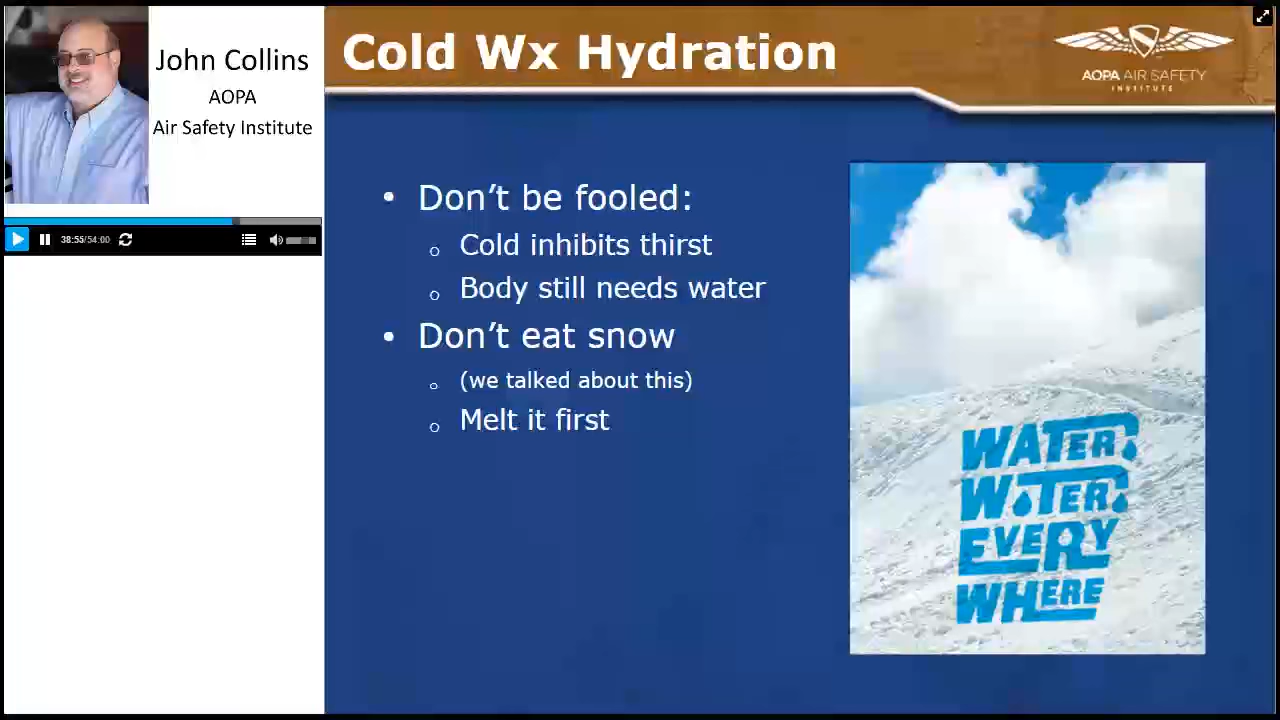 John Collins
AOPA
Air Safety Institute
38:55/54:00
Cold Wx Hydration
AOPA AIR SAFETY
INSTITUTE
• Don’t be fooled:
o Cold inhibits thirst
o Body still needs water
• Don’t eat snow
o (we talked about this)
o Melt it first
WATER,
WATER,
EVERY
WHERE